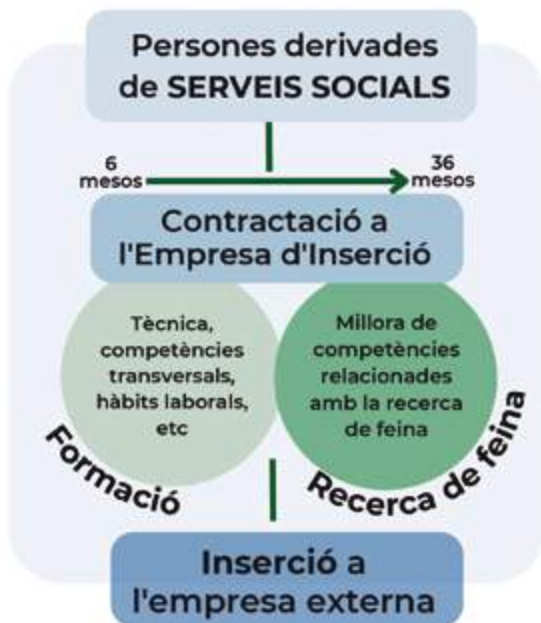 Persones derivades
de SERVEIS SOCIALS
6
mesos
36
mesos
Contractació a
l'Empresa d'Inserció
Tècnica,
competències
transversals,
hàbits laborals,
etc
Formació
Millora de
competències
relacionades
amb la recerca
de feina
Recerca de feina
Inserció a
l'empresa externa